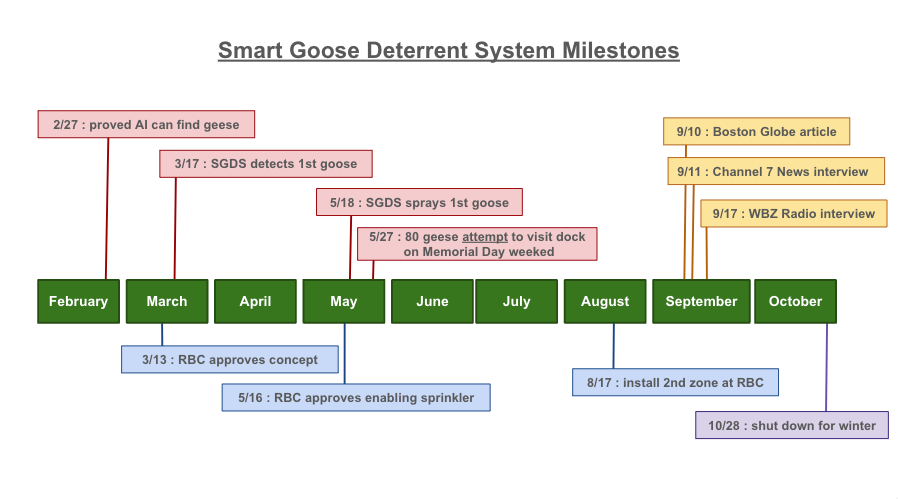 Smart Goose Deterrent System Milestones
2/27 : proved AI can find geese
9/10 : Boston Globe article
3/17 : SGDS detects 1st goose
9/11 : Channel 7 News interview
5/18 : SGDS sprays 1st goose
9/17 : WBZ Radio interview
5/27 : 80 geese attempt to visit dock
on Memorial Day weeked
February
March
April
May
June
July
August
September
October
3/13 : RBC approves concept
8/17 : install 2nd zone at RBC
5/16 : RBC approves enabling sprinkler
10/28 : shut down for winter